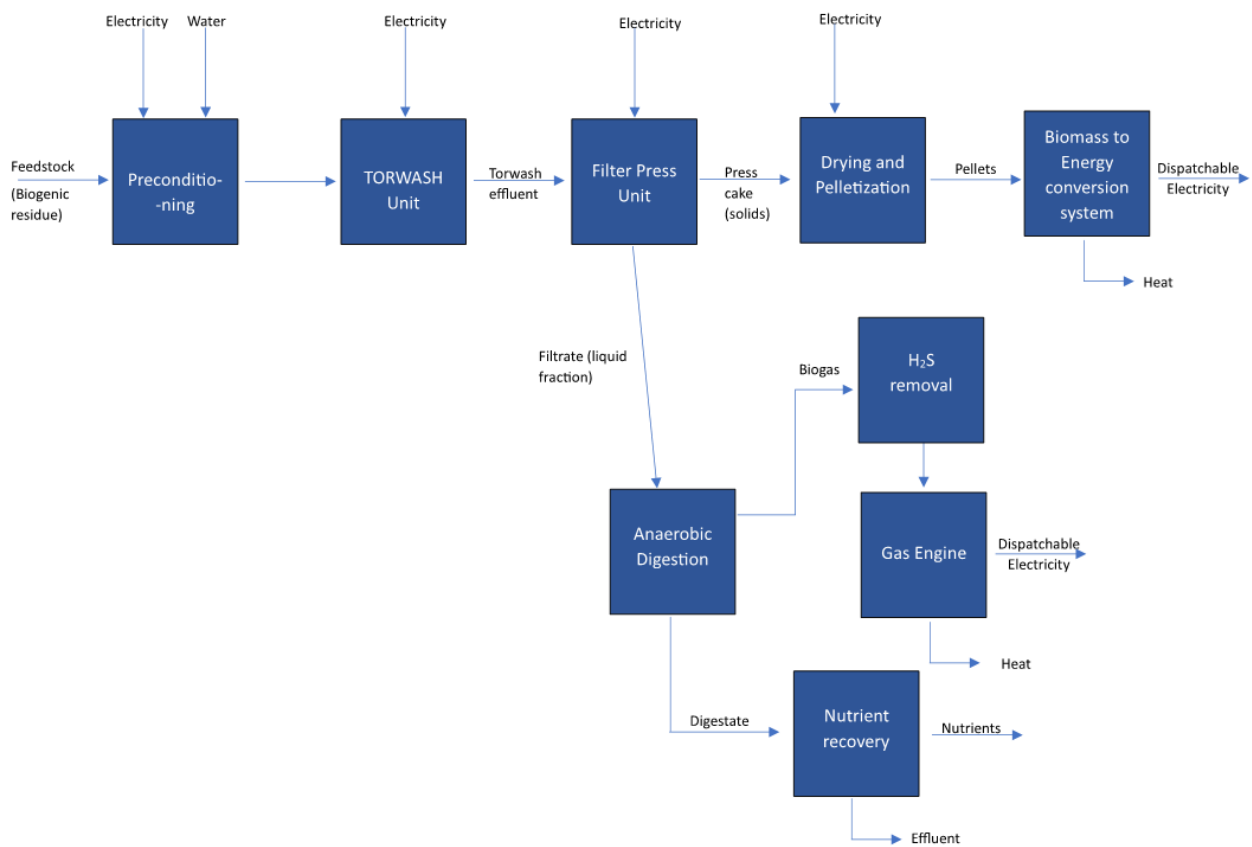 Electricity
Water
Electricity
Electricity
Electricity
Feedstock
(Biogenic
residue)
Preconditio-
-ning
TORWASH
Unit
Torwash
effluent
Filter Press
Unit
Press
cake
(solids)
Drying and
Pelletization
Pellets
Biomass to
Energy
conversion
system
Dispatchable
Electricity
Heat
Filtrate (liquid
fraction)
Biogas
H₂S
removal
Anaerobic
Digestion
Gas Engine
Dispatchable
Electricity
Heat
Digestate
Nutrient
recovery
Nutrients
Effluent